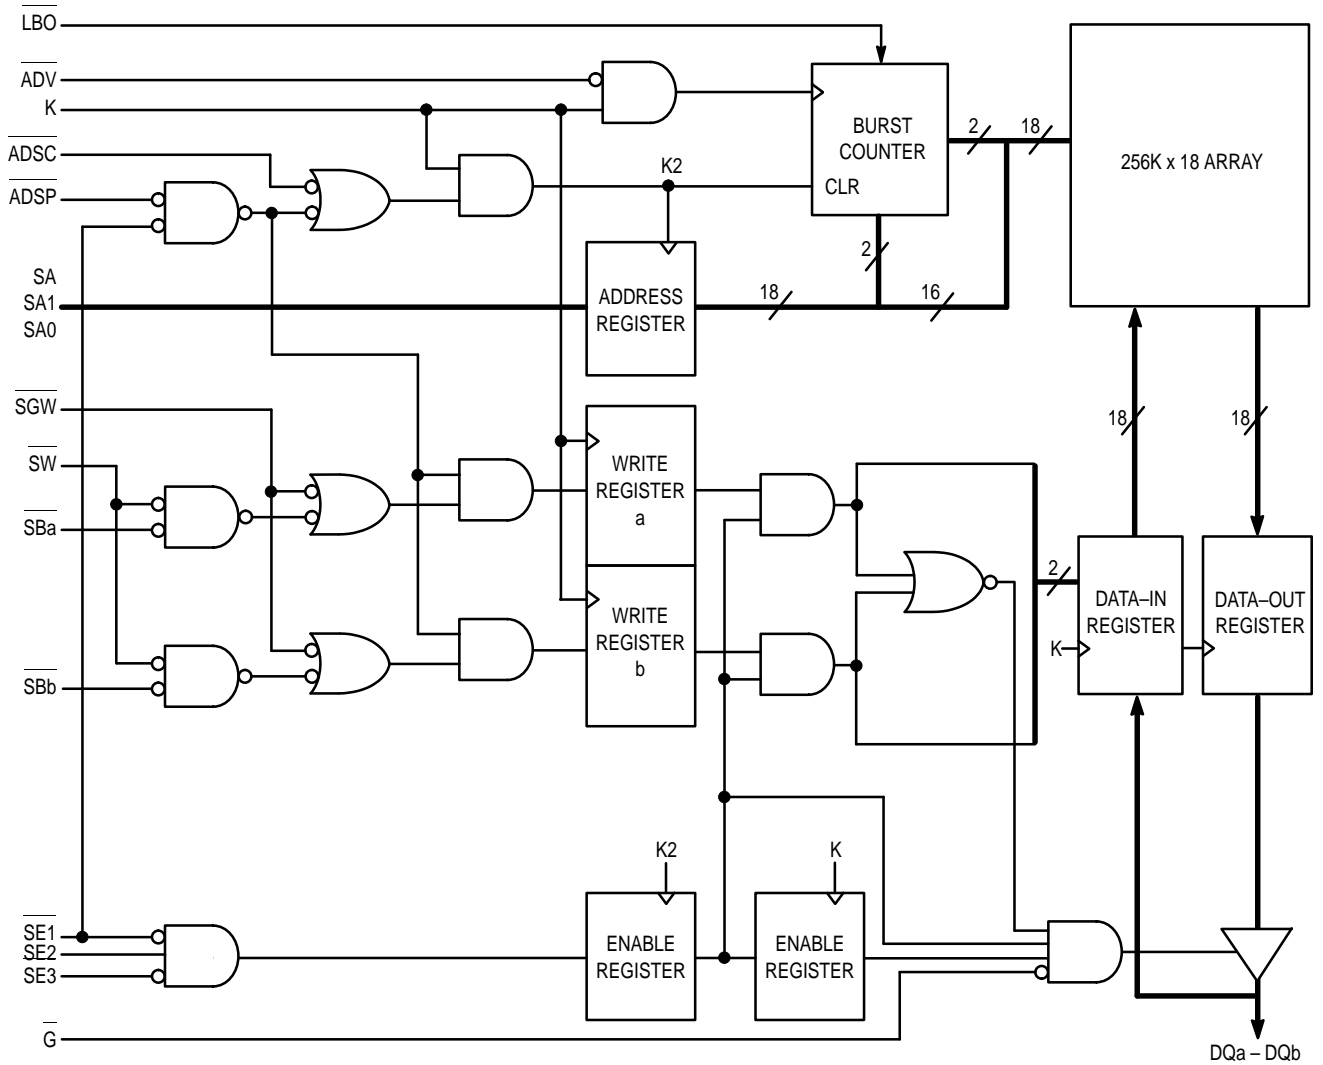 LBO
ADV
K
ADSC
ADSP
K2
BURST
COUNTER
CLR
2
18
256K x 18 ARRAY
2
SA
SA1
SA0
ADDRESS
REGISTER
18
16
SGW
SW
SBa
SBb
WRITE
REGISTER
a
WRITE
REGISTER
b
18
18
2
DATA–IN
REGISTER
K
DATA–OUT
REGISTER
K2
K
SE1
SE2
SE3
ENABLE
REGISTER
ENABLE
REGISTER
G
DQa – DQb